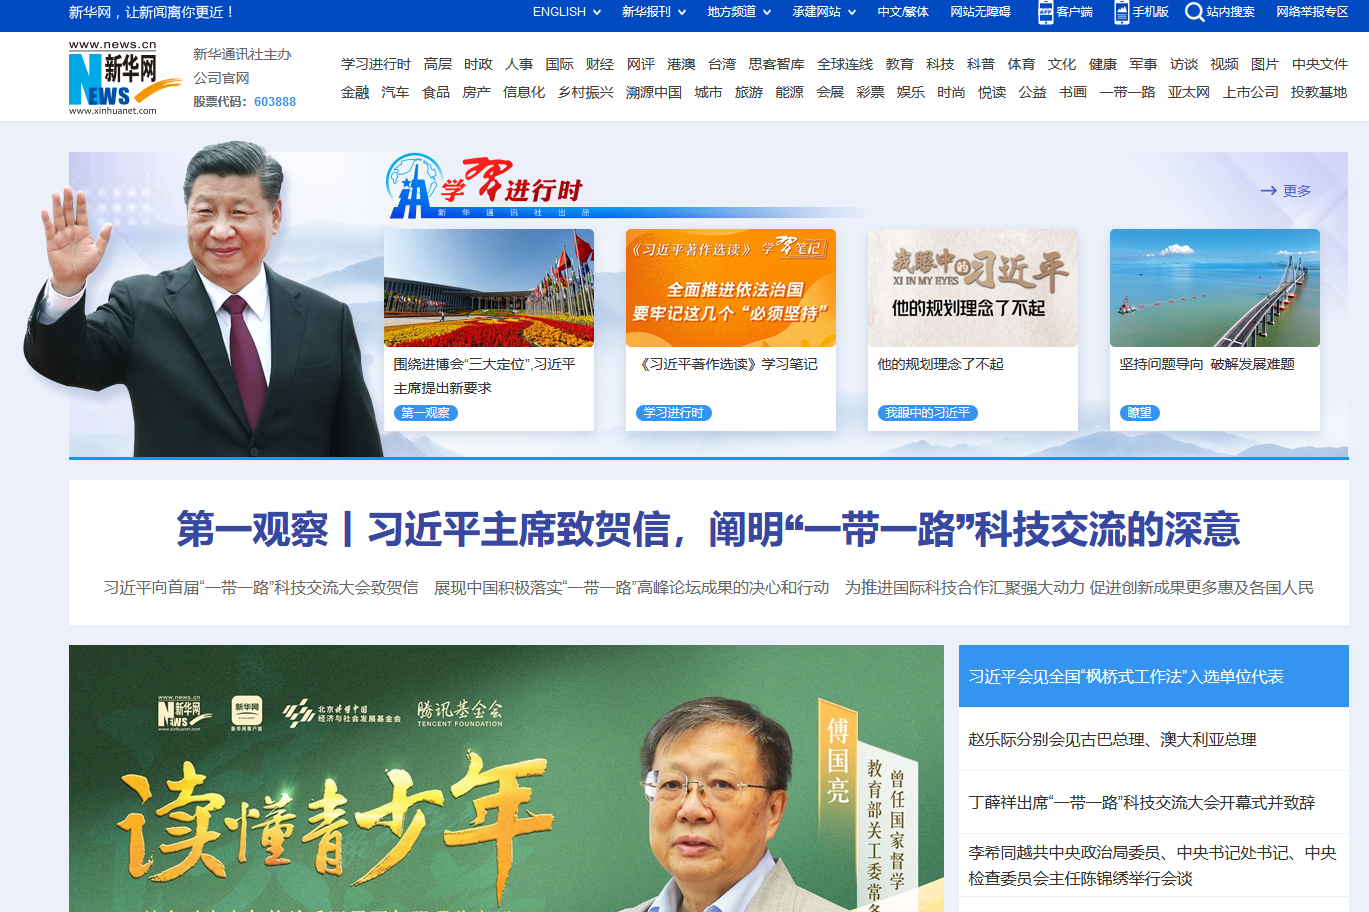 新华网，让新闻离你更近！
ENGLISH 新华报刊 地方频道 承建网站 中文/繁体 网站无障碍 客户端 手机版 站内搜索 网络举报专区
www.news.cn
新华网
NEWS
www.xinhuanet.com
新华通讯社主办
公司官网
股票代码：603888
学习进行时 高层 时政 人事 国际 财经 网评 港澳 台湾 思客智库 全球连线 教育 科技 科普 体育 文化 健康 军事 访谈 视频 图片 中央文件
金融 汽车 食品 房产 信息化 乡村振兴 溯源中国 城市 旅游 能源 会展 彩票 娱乐 时尚 悦读 公益 书画 一带一路 亚太网 上市公司 投教基地
学习进行时
新华通讯社出品
更多
《习近平著作选读》学习笔记
全面推进依法治国
要牢记这几个“必须坚持”
我眼中的习近平
XI IN MY EYES
他的规划理念了不起
围绕进博会“三大定位”,习近平
主席提出新要求
第一观察
《习近平著作选读》学习笔记
学习进行时
他的规划理念了不起
我眼中的习近平
坚持问题导向 破解发展难题
瞭望
第一观察丨习近平主席致贺信，阐明“一带一路”科技交流的深意
习近平向首届“一带一路”科技交流大会致贺信 展现中国积极落实“一带一路”高峰论坛成果的决心和行动 为推进国际科技合作汇聚强大动力 促进创新成果更多惠及各国人民
www.news.cn
新华网
NEWS
www.xinhuanet.com
新华网
新华网客户端
北京读懂中国
经济与社会发展基金会
腾讯基金会
TENCENT FOUNDATION
读懂青少年
傅国亮
曾任国家督学
教育部关工委常务
习近平会见全国“枫桥式工作法”入选单位代表
赵乐际分别会见古巴总理、澳大利亚总理
丁薛祥出席“一带一路”科技交流大会开幕式并致辞
李希同越共中央政治局委员、中央书记处书记、中央
检查委员会主任陈锦绣举行会谈